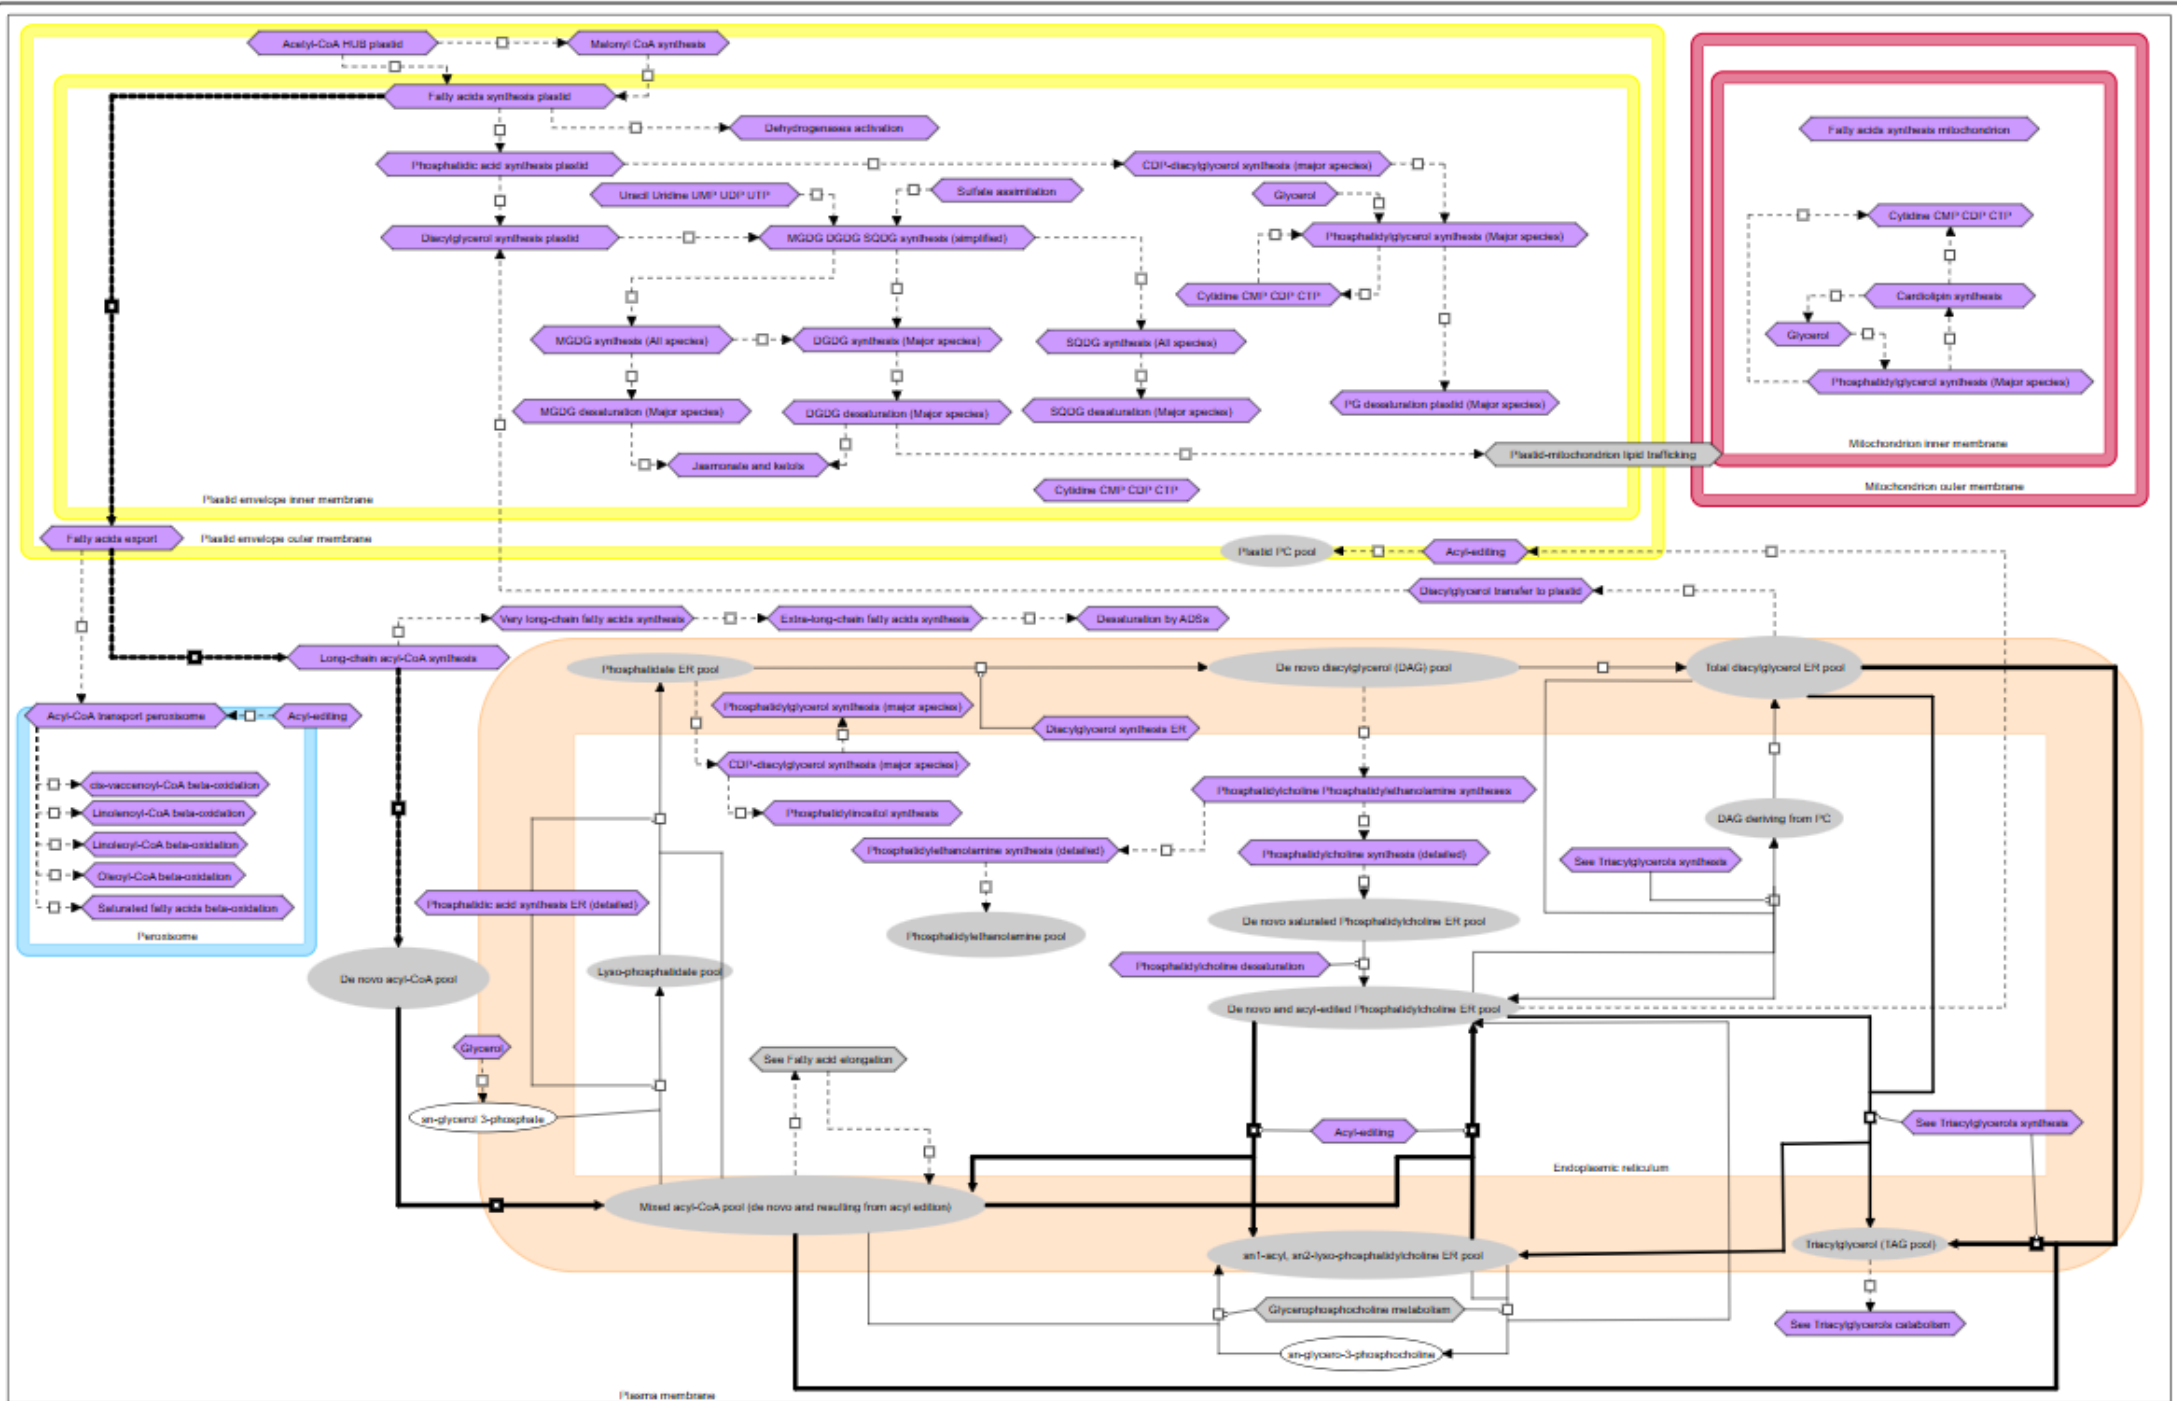 Acetyl-CoA HUB plastid
Malonyl CoA synthesis
Fatty acids synthesis plastid
Dehydrogenases activation
Fatty acids synthesis mitochondrion
Phosphatidic acid synthesis plastid
CDP-diacylglycerol synthesis (major species)
Uracil Uridine UMP UDP UTP
Sulfate assimilation
Glycerol
Cytidine CMP CDP CTP
Diacylglycerol synthesis plastid
MGDG DGDG SQDG synthesis (simplified)
Phosphatidylglycerol synthesis (Major species)
Cytidine CMP CDP CTP
Cardiolipin synthesis
MGDG synthesis (All species)
DGDG synthesis (Major species)
SQDG synthesis (All species)
Glycerol
Phosphatidylglycerol synthesis (Major species)
MGDG desaturation (Major species)
DGDG desaturation (Major species)
SQDG desaturation (Major species)
PG desaturation plastid (Major species)
Mitochondrion inner membrane
Jasmonate and ketols
Plastid-mitochondrion lipid trafficking
Cytidine CMP CDP CTP
Mitochondrion outer membrane
Plastid envelope inner membrane
Fatty acids export
Plastid envelope outer membrane
Plastid PC pool
Acyl-editing
Diacylglycerol transfer to plastid
Very long-chain fatty acids synthesis
Extra-long-chain fatty acids synthesis
Desaturation by ADSs
Long-chain acyl-CoA synthesis
Phosphatidate ER pool
De novo diacylglycerol (DAG) pool
Total diacylglycerol ER pool
Phosphatidylglycerol synthesis (major species)
Acyl-CoA transport peroxisome
Acyl-editing
Diacylglycerol synthesis ER
CDP-diacylglycerol synthesis (major species)
cis-vaccenoyl-CoA beta-oxidation
Phosphatidylcholine Phosphatidylethanolamine syntheses
Linolenoyl-CoA beta-oxidation
Phosphatidylinositol synthesis
DAG deriving from PC
Linoleoyl-CoA beta-oxidation
Phosphatidylethanolamine synthesis (detailed)
Phosphatidylcholine synthesis (detailed)
See Triacylglycerols synthesis
Oleoyl-CoA beta-oxidation
Saturated fatty acids beta-oxidation
Phosphatidic acid synthesis ER (detailed)
De novo saturated Phosphatidylcholine ER pool
Peroxisome
Phosphatidylethanolamine pool
De novo acyl-CoA pool
Lyso-phosphatidate pool
Phosphatidylcholine desaturation
De novo and acyl-edited Phosphatidylcholine ER pool
Glycerol
See Fatty acid elongation
sn-glycerol 3-phosphate
Acyl-editing
See Triacylglycerols synthesis
Endoplasmic reticulum
Mixed acyl-CoA pool (de novo and resulting from acyl edition)
sn1-acyl, sn2-lyso-phosphatidylcholine ER pool
Triacylglycerol (TAG pool)
Glycerophosphocholine metabolism
See Triacylglycerols catabolism
sn-glycero-3-phosphocholine
Plasma membrane